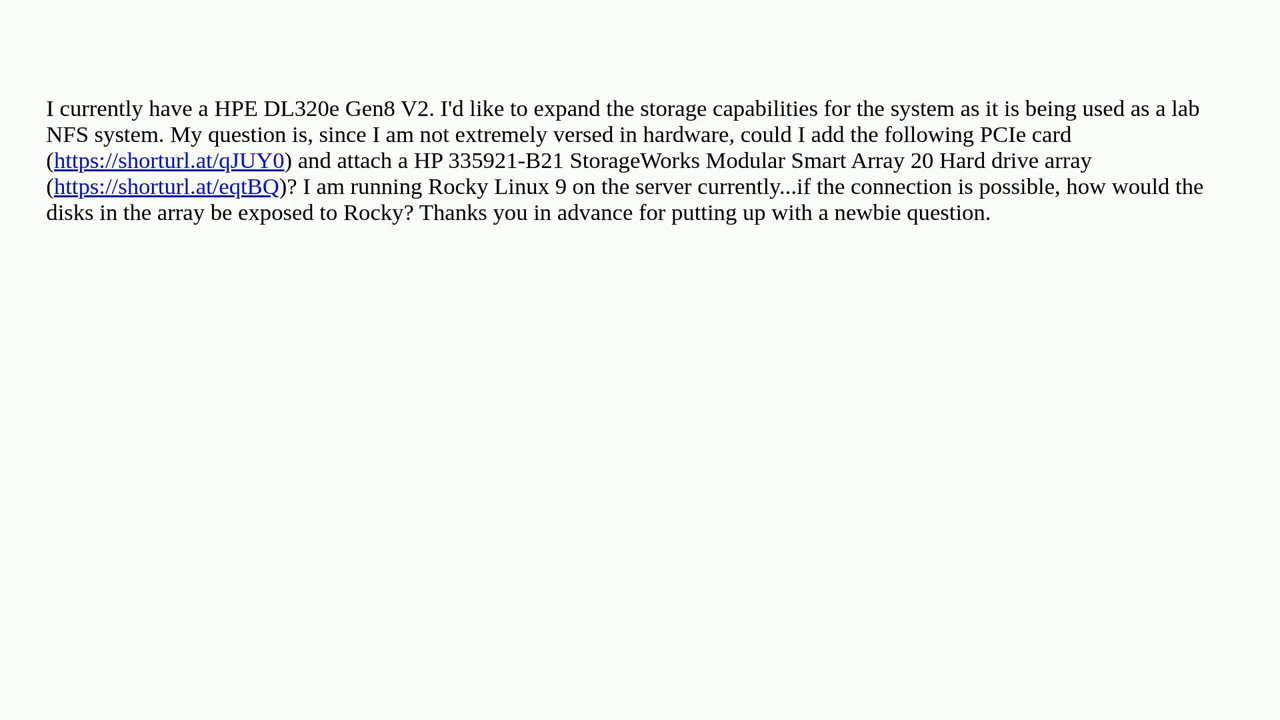 I currently have a HPE DL320e Gen8 V2. I'd like to expand the storage capabilities for the system as it is being used as a lab
NFS system. My question is, since I am not extremely versed in hardware, could I add the following PCIe card
(https://shorturl.at/qJUY0) and attach a HP 335921-B21 StorageWorks Modular Smart Array 20 Hard drive array
(https://shorturl.at/eqtBQ)? I am running Rocky Linux 9 on the server currently...if the connection is possible, how would the
disks in the array be exposed to Rocky? Thanks you in advance for putting up with a newbie question.